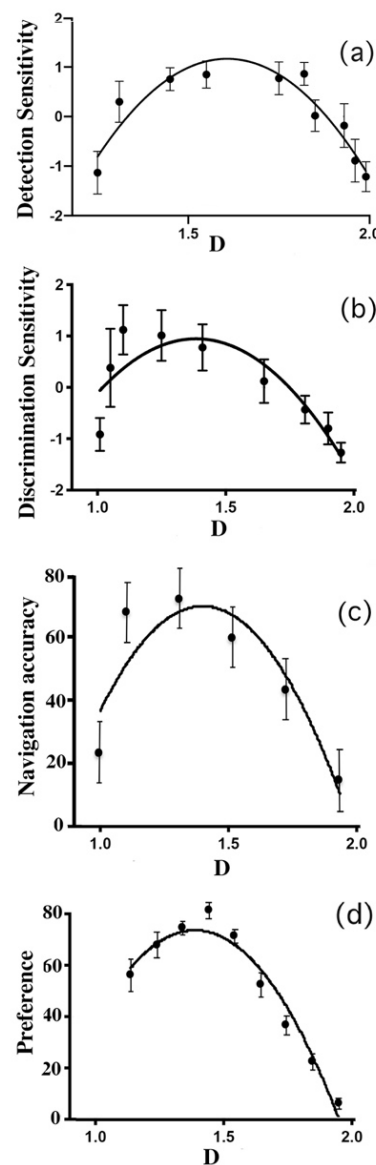 (a)
Detection Sensitivity
2
1
0
-1
-2
1.5
2.0
D
(b)
Discrimination Sensitivity
2
1
0
-1
-2
1.0
1.5
2.0
D
(c)
Navigation accuracy
80
60
40
20
0
1.0
1.5
2.0
D
(d)
Preference
80
60
40
20
0
1.0
1.5
2.0
D